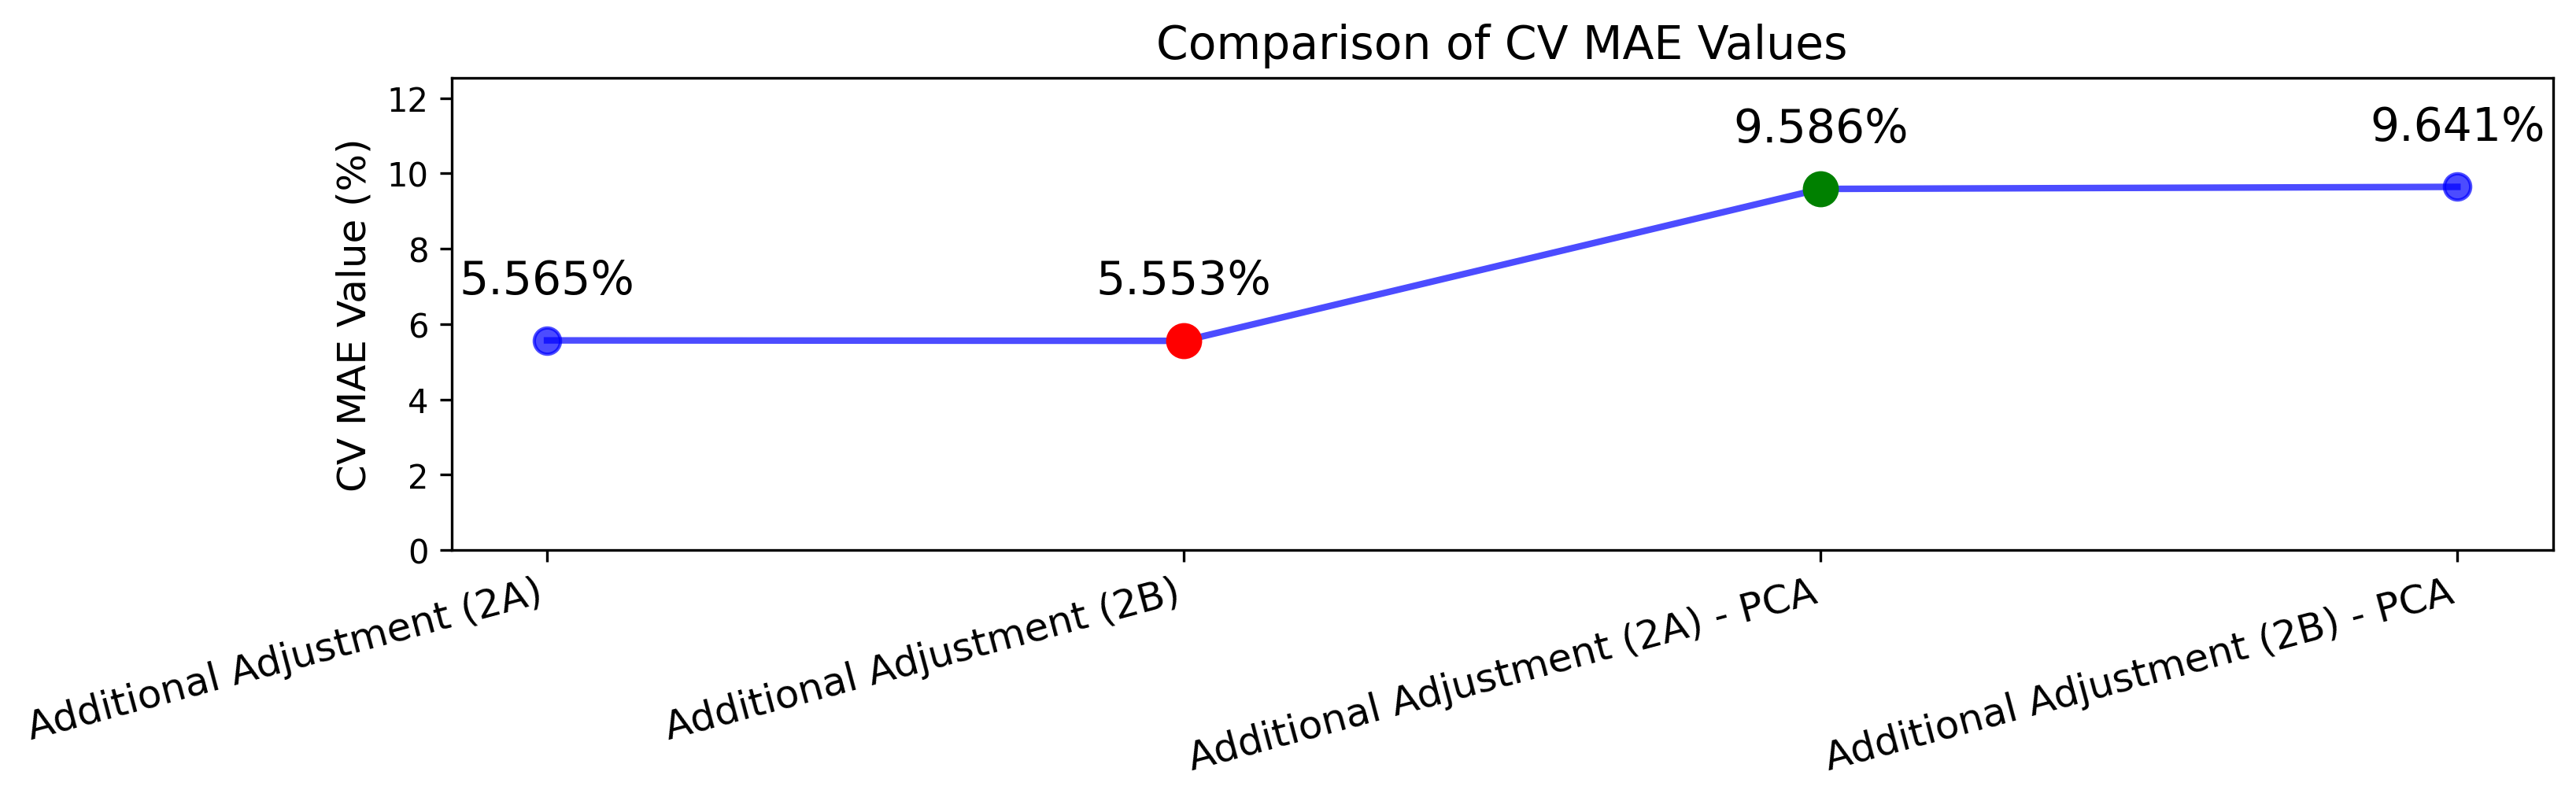 Comparison of CV MAE Values
CV MAE Value (%)
12
10
8
6
4
2
0
5.565%
5.553%
9.586%
9.641%
Additional Adjustment (2A)
Additional Adjustment (2B)
Additional Adjustment (2A) - PCA
Additional Adjustment (2B) - PCA